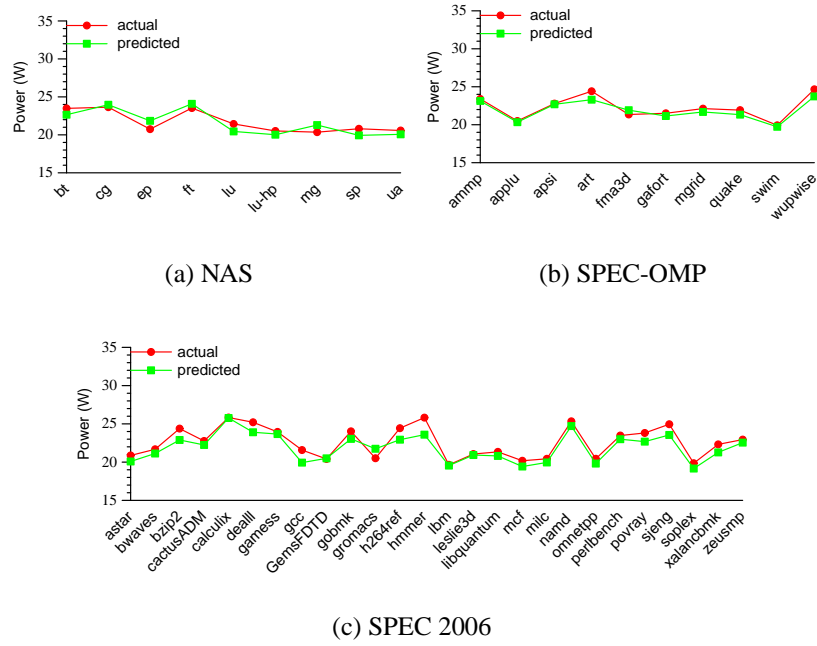 actual
predicted
Power (W)
35
30
25
20
15
bt
cg
ep
ft
lu
lu-hp
mg
sp
ua
(a) NAS
actual
predicted
Power (W)
35
30
25
20
15
ammp
applu
apsi
art
fma3d
gafort
mgrid
quake
swim
wupwise
(b) SPEC-OMP
actual
predicted
Power (W)
35
30
25
20
15
astar
bwaves
bzip2
cactusADM
calculix
dealII
gamess
gcc
GemsFDTD
gobmk
gromacs
h264ref
hmmer
lbm
leslie3d
libquantum
mcf
milc
namd
omnetpp
perlbench
povray
sjeng
soplex
xalancbmk
zeusmp
(c) SPEC 2006